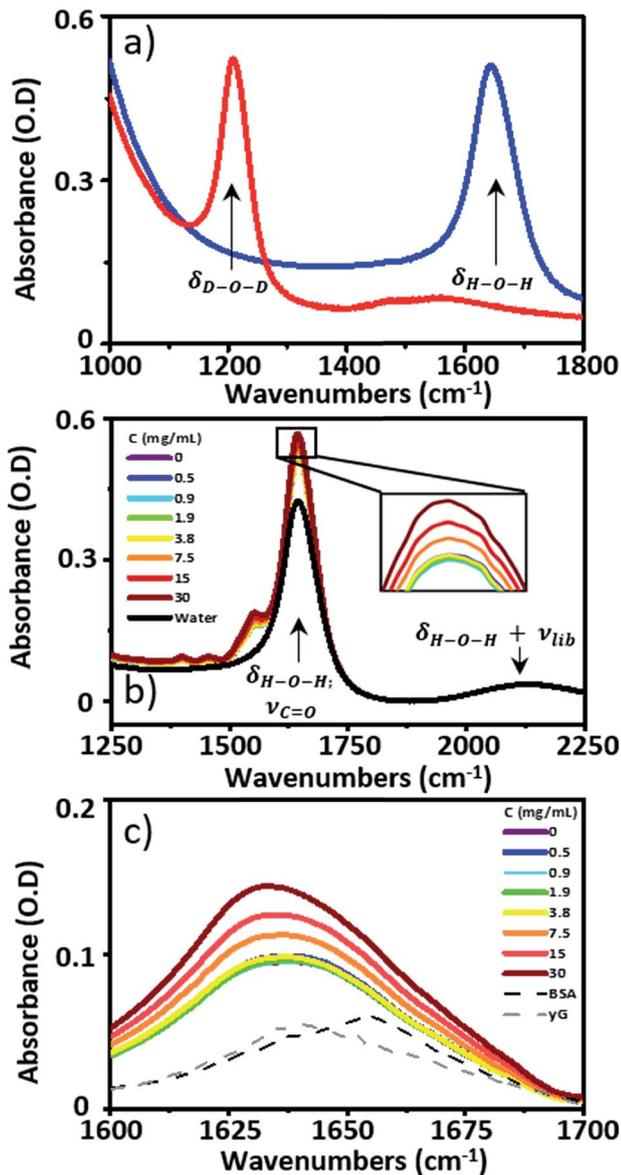 a)
Absorbance (O.D)
0.6
0.3
0
δD–O–D
δH–O–H
1000 1200 1400 1600 1800
Wavenumbers (cm-1)
b)
Absorbance (O.D)
0.6
0.3
0
C (mg/mL)
0
0.5
0.9
1.9
3.8
7.5
15
30
Water
δH–O–H;
νC=O
δH–O–H + νlib
1250 1500 1750 2000 2250
Wavenumbers (cm-1)
c)
Absorbance (O.D)
0.2
0.1
0
C (mg/mL)
0
0.5
0.9
1.9
3.8
7.5
15
30
BSA
yG
1600 1625 1650 1675 1700
Wavenumbers (cm-1)